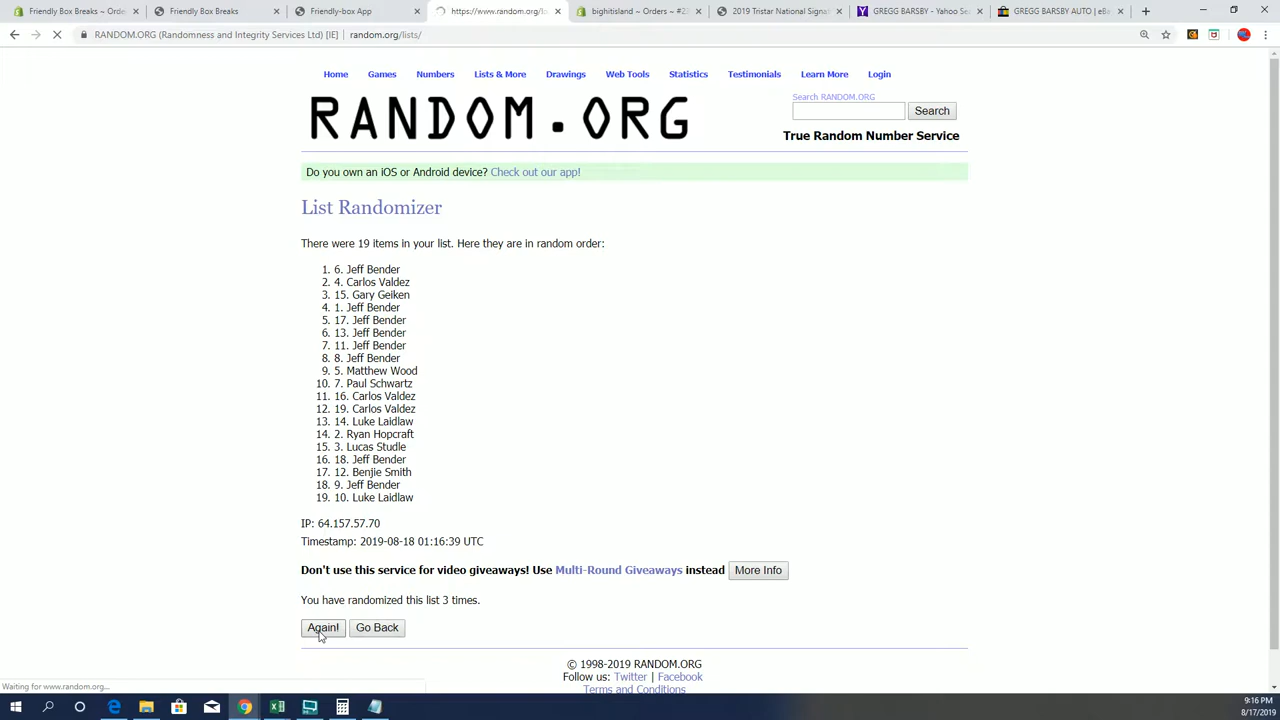 Friendly Box Breaks ~ Orde
Friendly Box Breaks
Friendly-box App
https://www.random.org/lis
bightisland ~ Orders ~ #23
2019 Tristar National Signat
GREGG BARSBY - Yahoo Se
GREGG BARSBY AUTO | eBa
RANDOM.ORG (Randomness and Integrity Services Ltd) [IE] | random.org/lists/
Home Games Numbers Lists & More Drawings Web Tools Statistics Testimonials Learn More Login
Search RANDOM.ORG
RANDOM.ORG
Search
True Random Number Service
Do you own an iOS or Android device? Check out our app!
List Randomizer
There were 19 items in your list. Here they are in random order:
1. 6. Jeff Bender
2. 4. Carlos Valdez
3. 15. Gary Geiken
4. 1. Jeff Bender
5. 17. Jeff Bender
6. 13. Jeff Bender
7. 11. Jeff Bender
8. 8. Jeff Bender
9. 5. Matthew Wood
10. 7. Paul Schwartz
11. 16. Carlos Valdez
12. 19. Carlos Valdez
13. 14. Luke Laidlaw
14. 2. Ryan Hopcraft
15. 3. Lucas Studle
16. 18. Jeff Bender
17. 12. Benjie Smith
18. 9. Jeff Bender
19. 10. Luke Laidlaw
IP: 64.157.57.70
Timestamp: 2019-08-18 01:16:39 UTC
Don't use this service for video giveaways! Use Multi-Round Giveaways instead More Info
You have randomized this list 3 times.
Again! Go Back
© 1998-2019 RANDOM.ORG
Follow us: Twitter | Facebook
Terms and Conditions
Waiting for www.random.org...
9:16 PM
8/17/2019